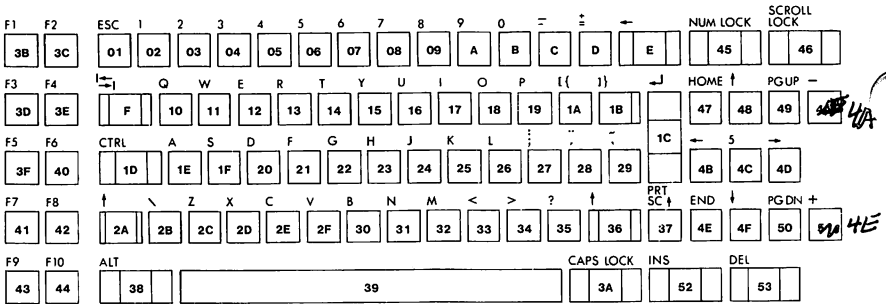 F1 F2 ESC 1 2 3 4 5 6 7 8 9 0 - _ = + ← NUM LOCK SCROLL LOCK
3B 3C 01 02 03 04 05 06 07 08 09 A B C D E 45 46
F3 F4 Q W E R T Y U I O P [ { ] } ↵ HOME ↑ PG UP -
3D 3E F 10 11 12 13 14 15 16 17 18 19 1A 1B 1C 47 48 49 4A
F5 F6 CTRL A S D F G H J K L ; : ' " ` ~ ← 5 →
3F 40 1D 1E 1F 20 21 22 23 24 25 26 27 28 29 4B 4C 4D
F7 F8 ↑ \ Z X C V B N M < > ? ↑ PRT SC ↑ END ↓ PG DN +
41 42 2A 2B 2C 2D 2E 2F 30 31 32 33 34 35 36 37 4E 4F 50 4E
F9 F10 ALT CAPS LOCK INS DEL
43 44 38 39 3A 52 53